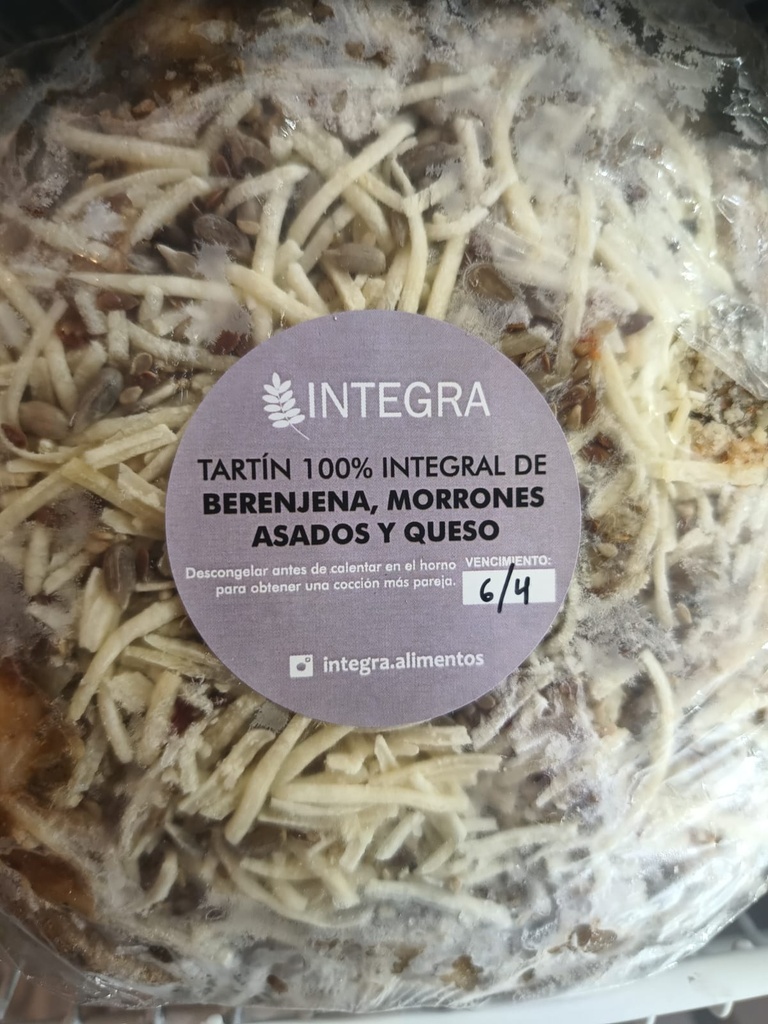 INTEGRA
TARTÍN 100% INTEGRAL DE
BERENJENA, MORRONES
ASADOS Y QUESO
Descongelar antes de calentar en el horno
para obtener una cocción más pareja.
VENCIMIENTO:
6/4
integra.alimentos